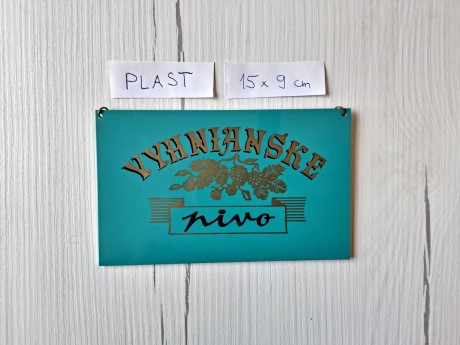 PLAST
15 x 9 cm
VYHNIANSKE
pivo